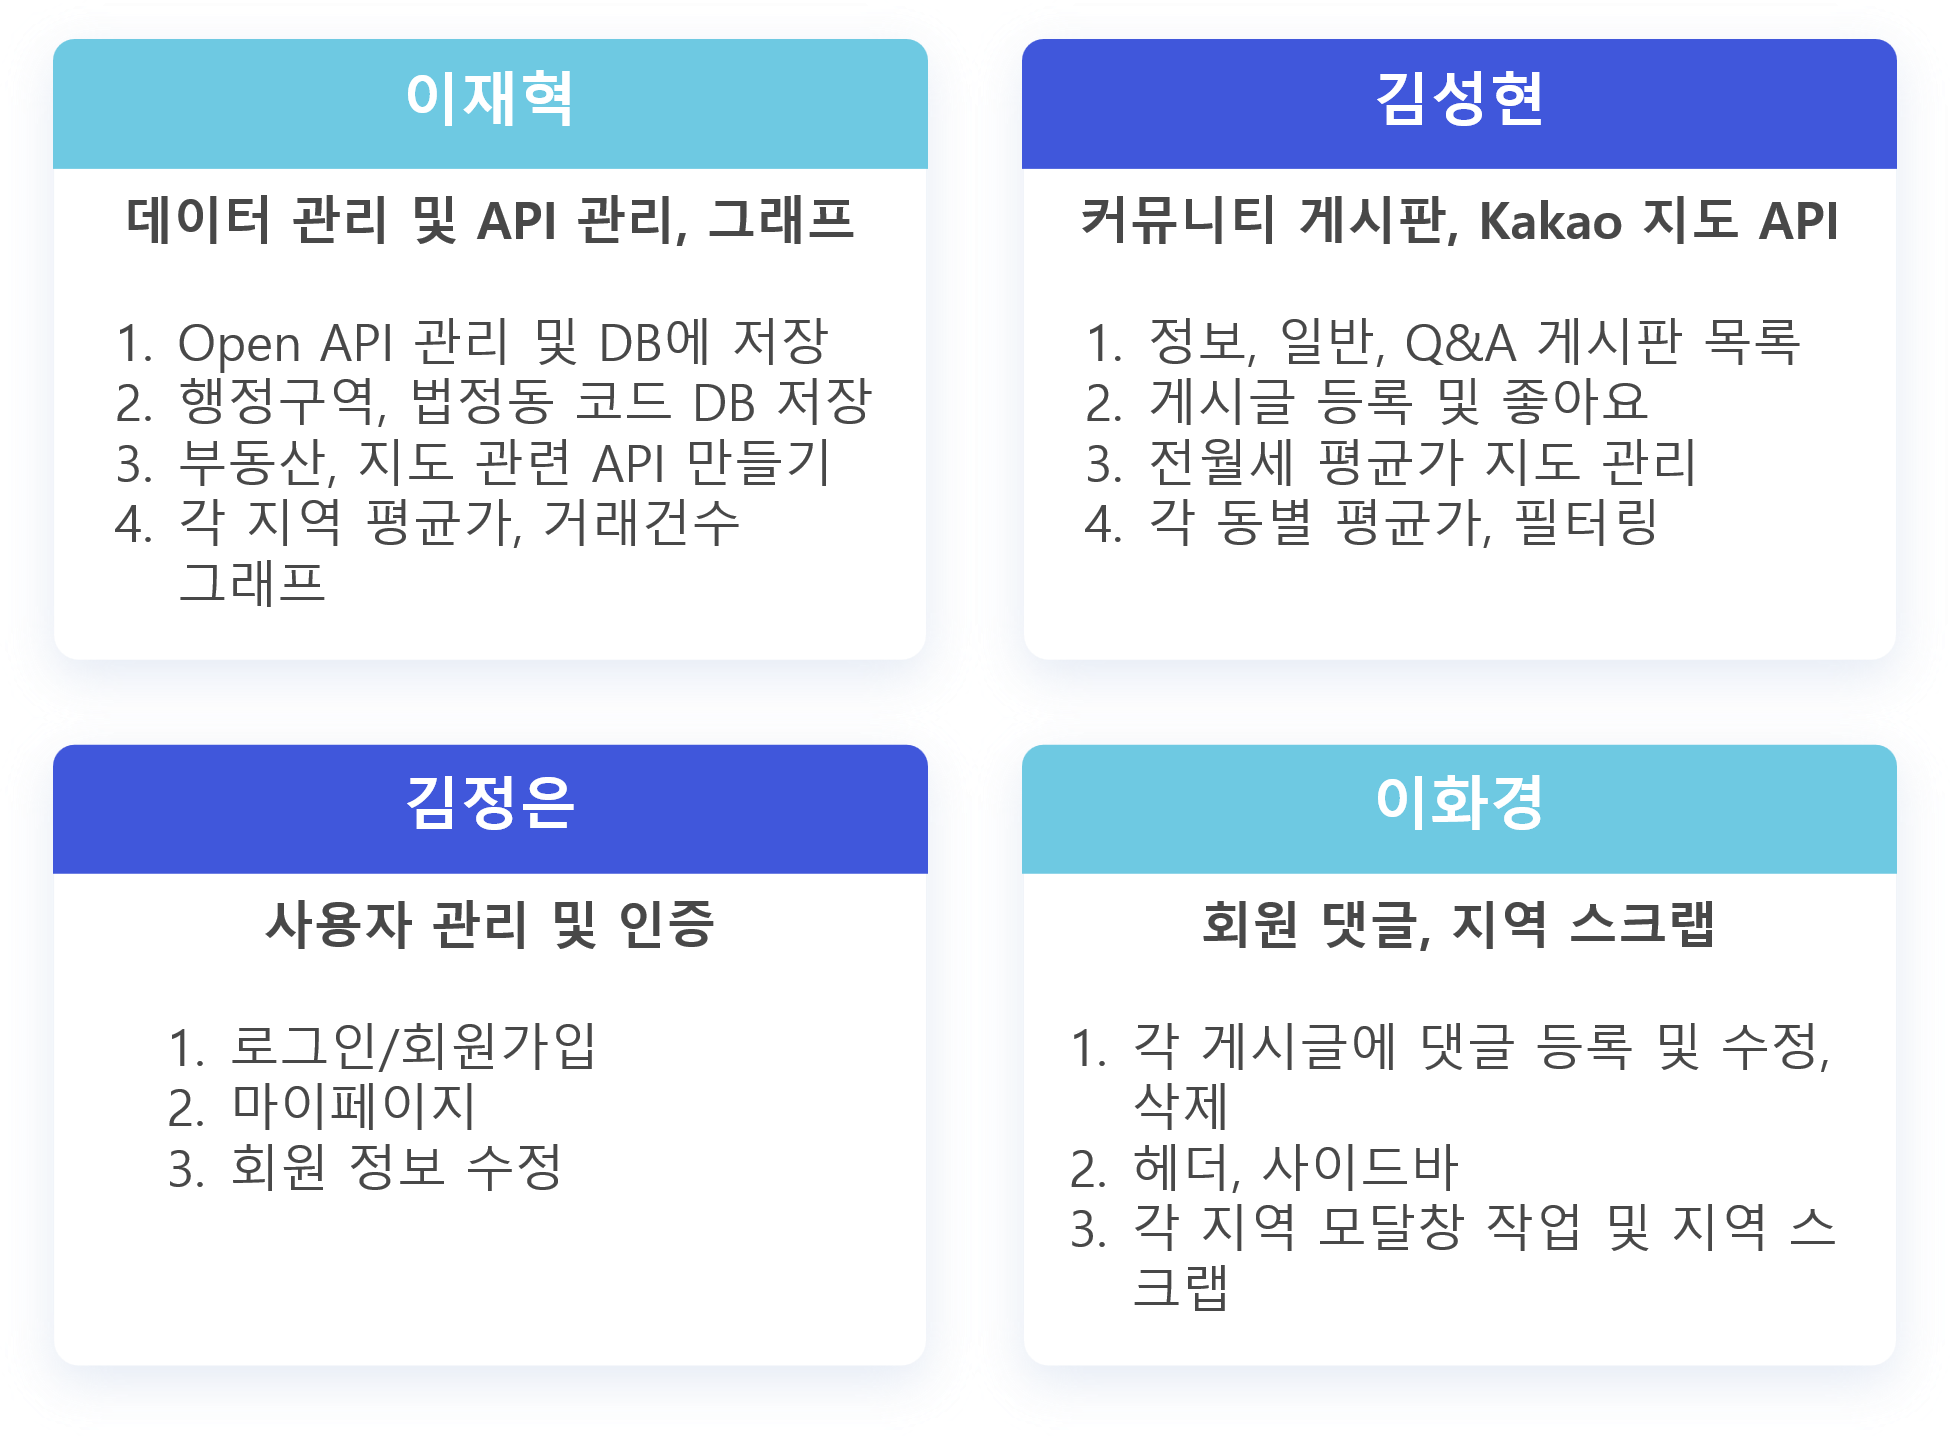 이재혁
데이터 관리 및 API 관리, 그래프
1. Open API 관리 및 DB에 저장
2. 행정구역, 법정동 코드 DB 저장
3. 부동산, 지도 관련 API 만들기
4. 각 지역 평균가, 거래건수
그래프
김성현
커뮤니티 게시판, Kakao 지도 API
1. 정보, 일반, Q&A 게시판 목록
2. 게시글 등록 및 좋아요
3. 전월세 평균가 지도 관리
4. 각 동별 평균가, 필터링
김정은
사용자 관리 및 인증
1. 로그인/회원가입
2. 마이페이지
3. 회원 정보 수정
이화경
회원 댓글, 지역 스크랩
1. 각 게시글에 댓글 등록 및 수정,
삭제
2. 헤더, 사이드바
3. 각 지역 모달창 작업 및 지역 스
크랩